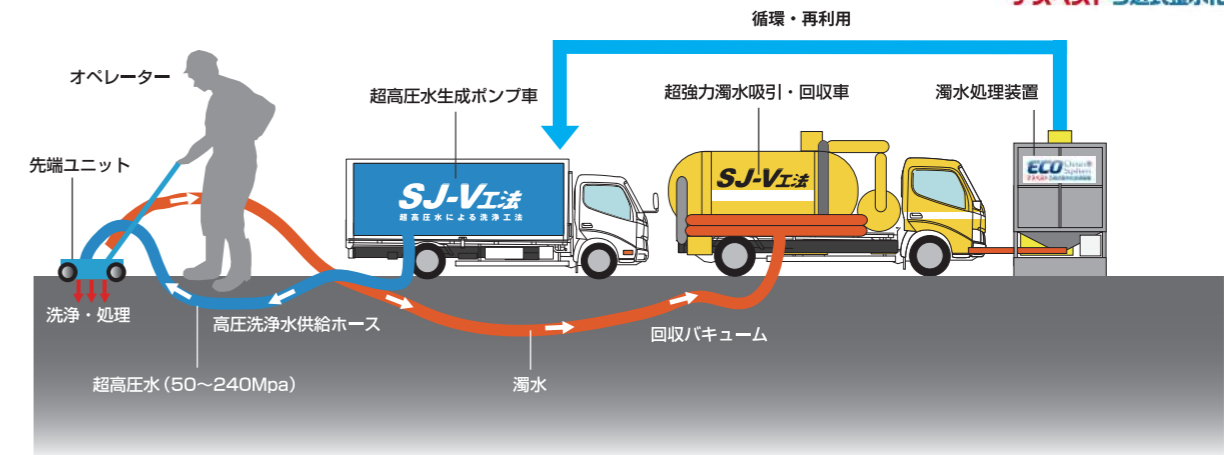 循環・再利用
オペレーター
超高圧水生成ポンプ車
超強力濁水吸引・回収車
濁水処理装置
先端ユニット
SJ-V工法
超高圧水による洗浄工法
SJ-V工法
ECO Clean
System
洗浄・処理
高圧洗浄水供給ホース
回収バキューム
超高圧水（50〜240Mpa）
濁水